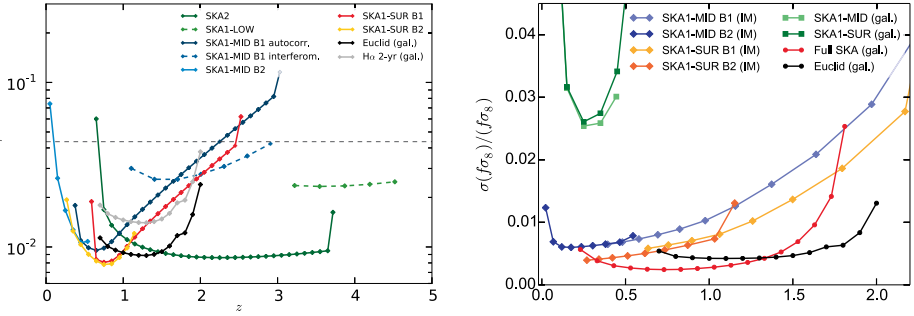 SKA2
SKA1-LOW
SKA1-MID B1 autocorr.
SKA1-MID B1 interferom.
SKA1-MID B2
SKA1-SUR B1
SKA1-SUR B2
Euclid (gal.)
Hα 2-yr (gal.)
10⁻¹
10⁻²
0 1 2 3 4 5
z
SKA1-MID B1 (IM)
SKA1-MID B2 (IM)
SKA1-SUR B1 (IM)
SKA1-SUR B2 (IM)
SKA1-MID (gal.)
SKA1-SUR (gal.)
Full SKA (gal.)
Euclid (gal.)
σ(fσ₈)/(fσ₈)
0.04
0.03
0.02
0.01
0.00
0.0 0.5 1.0 1.5 2.0